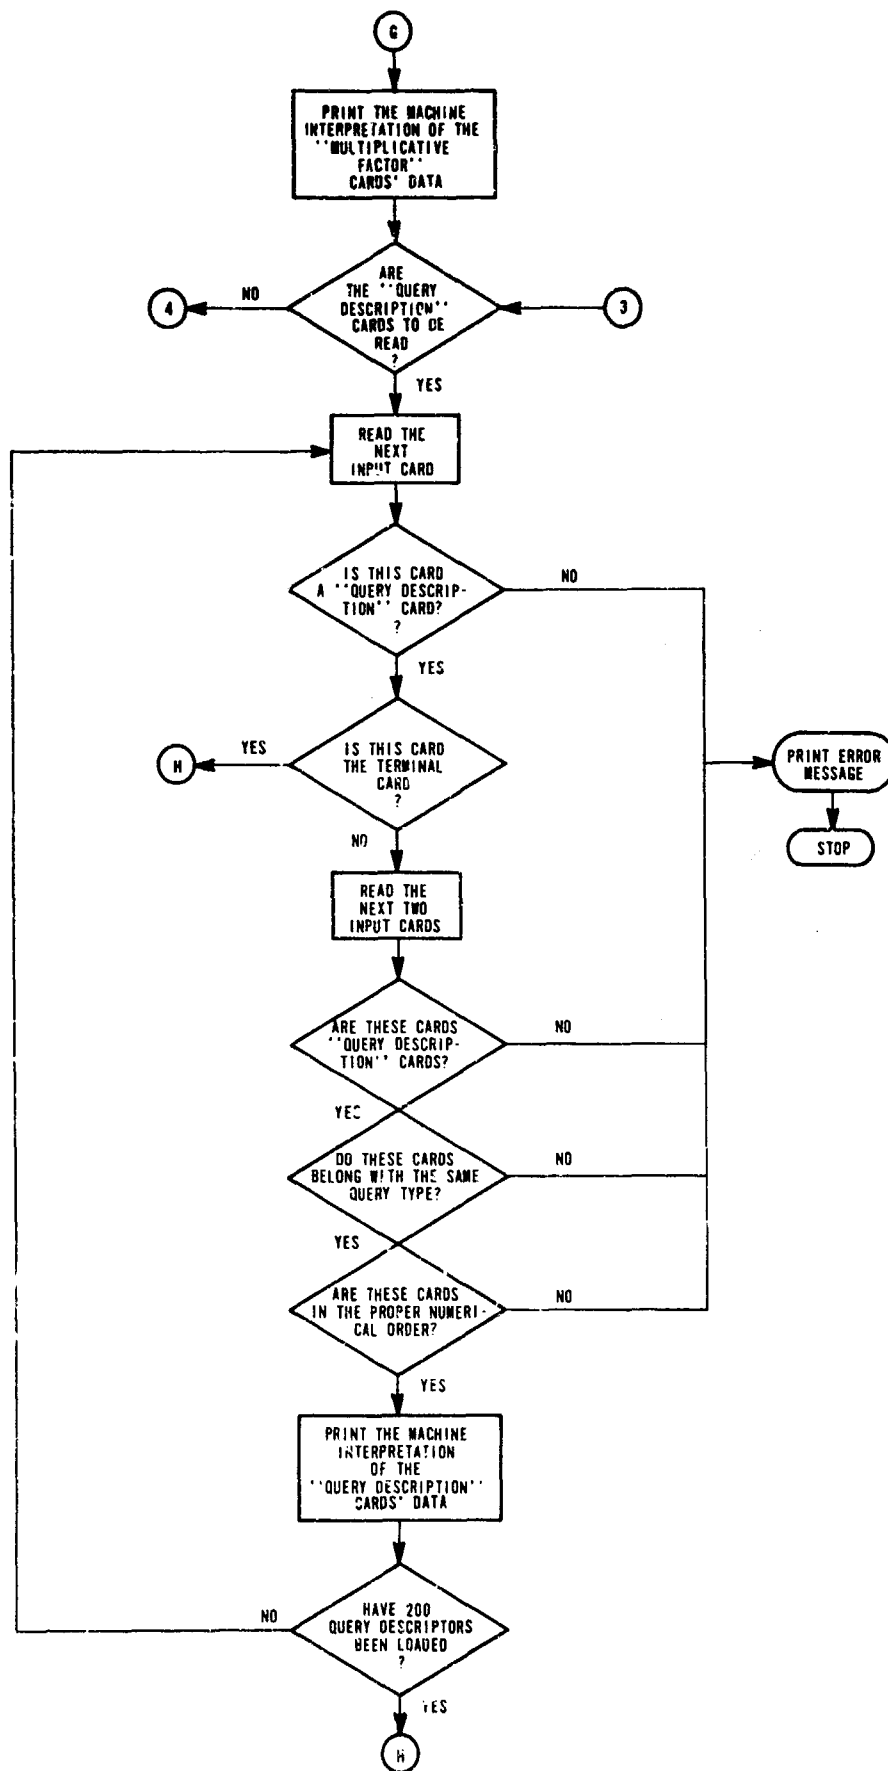 G
PRINT THE MACHINE
INTERPRETATION OF THE
''MULTIPLICATIVE
FACTOR''
CARDS' DATA
ARE
THE ''QUERY
DESCRIPTION''
CARDS TO BE
READ
?
NO
4
3
YES
READ THE
NEXT
INPUT CARD
IS THIS CARD
A ''QUERY DESCRIP-
TION'' CARD?
?
NO
YES
IS THIS CARD
THE TERMINAL
CARD
?
YES
H
NO
PRINT ERROR
MESSAGE
STOP
READ THE
NEXT TWO
INPUT CARDS
ARE THESE CARDS
''QUERY DESCRIP-
TION'' CARDS?
NO
YES
DO THESE CARDS
BELONG WITH THE SAME
QUERY TYPE?
NO
YES
ARE THESE CARDS
IN THE PROPER NUMERI-
CAL ORDER?
NO
YES
PRINT THE MACHINE
INTERPRETATION
OF THE
''QUERY DESCRIPTION''
CARDS' DATA
HAVE 200
QUERY DESCRIPTORS
BEEN LOADED
?
NO
YES
H